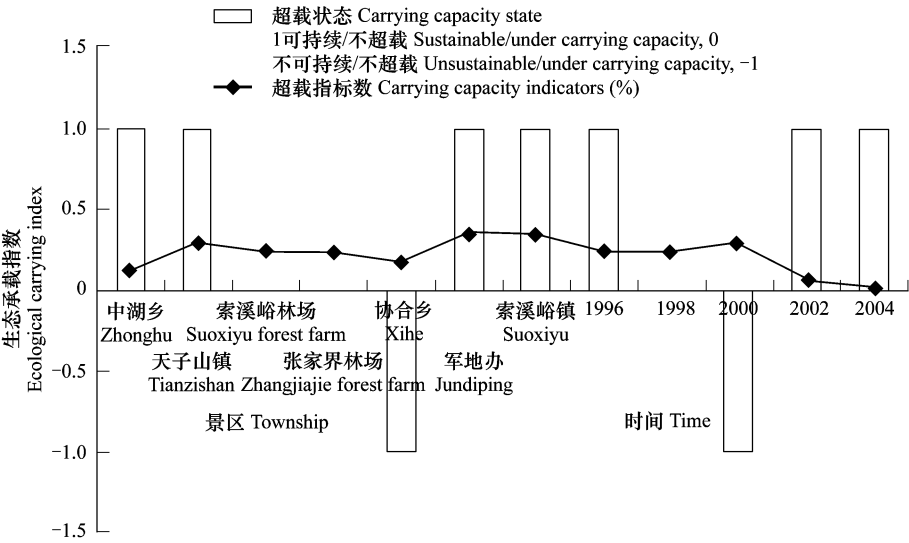 超载状态 Carrying capacity state
1可持续/不超载 Sustainable/under carrying capacity, 0
不可持续/不超载 Unsustainable/under carrying capacity, −1
超载指标数 Carrying capacity indicators (%)
1.5
1.0
0.5
0
−0.5
−1.0
−1.5
生态承载指数
Ecological carrying index
中湖乡 索溪峪林场 协合乡 索溪峪镇 1996 1998 2000 2002 2004
Zhonghu Suoxiyu forest farm Xihe Suoxiyu
天子山镇 张家界林场 军地办
Tianzishan Zhangjiajie forest farm Jundiping
景区 Township 时间 Time